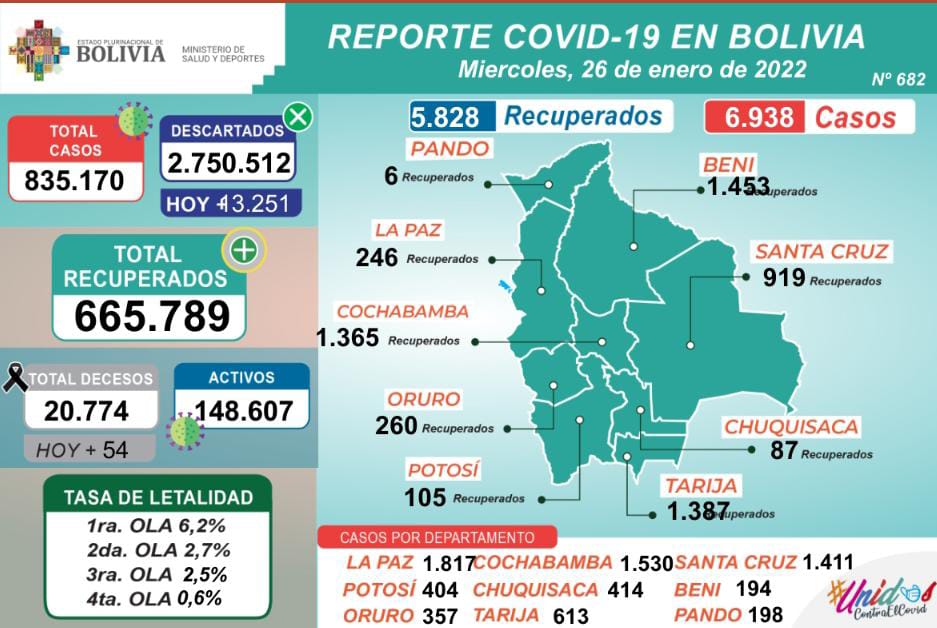 ESTADO PLURINACIONAL DE
BOLIVIA
MINISTERIO DE
SALUD Y DEPORTES
REPORTE COVID-19 EN BOLIVIA
Miercoles, 26 de enero de 2022
Nº 682
TOTAL
CASOS
835.170
DESCARTADOS
2.750.512
HOY +13.251
TOTAL
RECUPERADOS
665.789
TOTAL DECESOS
20.774
HOY + 54
ACTIVOS
148.607
TASA DE LETALIDAD
1ra. OLA 6,2%
2da. OLA 2,7%
3ra. OLA 2,5%
4ta. OLA 0,6%
5.828 Recuperados
6.938 Casos
PANDO
6 Recuperados
BENI
1.453 Recuperados
LA PAZ
246 Recuperados
SANTA CRUZ
919 Recuperados
COCHABAMBA
1.365 Recuperados
ORURO
260 Recuperados
CHUQUISACA
87 Recuperados
POTOSÍ
105 Recuperados
TARIJA
1.387 Recuperados
CASOS POR DEPARTAMENTO
LA PAZ 1.817 COCHABAMBA 1.530 SANTA CRUZ 1.411
POTOSÍ 404 CHUQUISACA 414 BENI 194
ORURO 357 TARIJA 613 PANDO 198
#Unidos
ContraElCovid